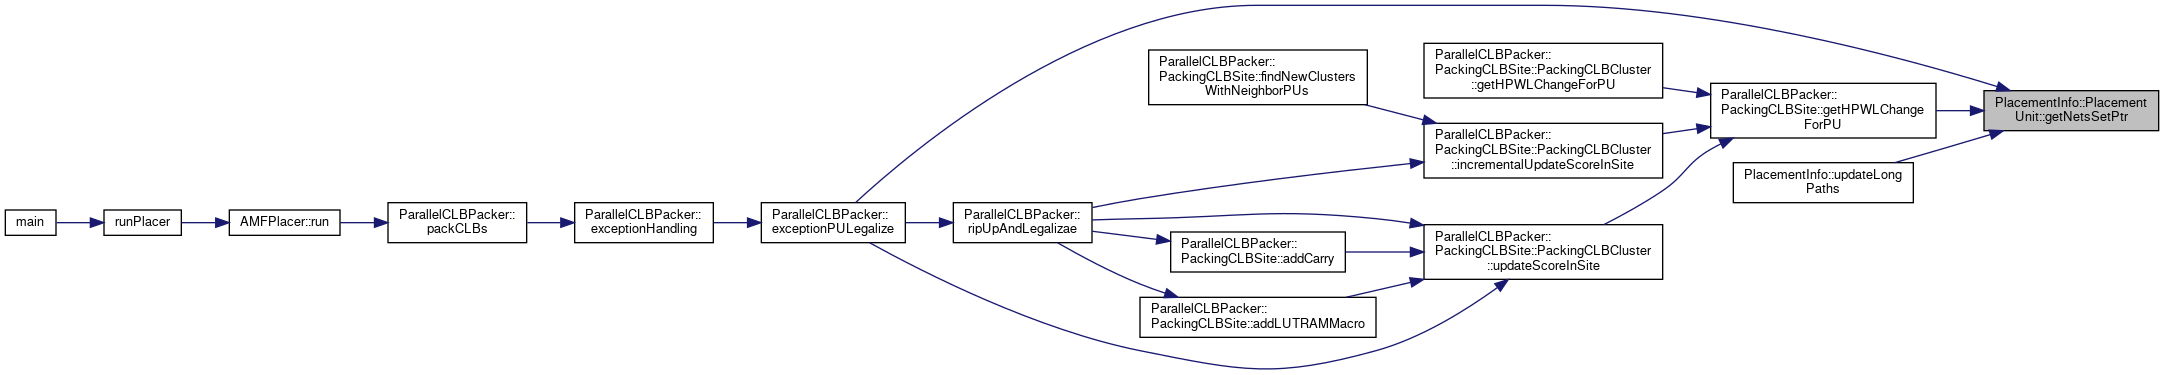 main
runPlacer
AMFPlacer::run
ParallelCLBPacker::
packCLBs
ParallelCLBPacker::
exceptionHandling
ParallelCLBPacker::
exceptionPULegalize
ParallelCLBPacker::
ripUpAndLegalizae
ParallelCLBPacker::
PackingCLBSite::findNewClusters
WithNeighborPUs
ParallelCLBPacker::
PackingCLBSite::addCarry
ParallelCLBPacker::
PackingCLBSite::addLUTRAMMacro
ParallelCLBPacker::
PackingCLBSite::PackingCLBCluster
::getHPWLChangeForPU
ParallelCLBPacker::
PackingCLBSite::PackingCLBCluster
::incrementalUpdateScoreInSite
ParallelCLBPacker::
PackingCLBSite::PackingCLBCluster
::updateScoreInSite
ParallelCLBPacker::
PackingCLBSite::getHPWLChange
ForPU
PlacementInfo::updateLong
Paths
PlacementInfo::Placement
Unit::getNetsSetPtr